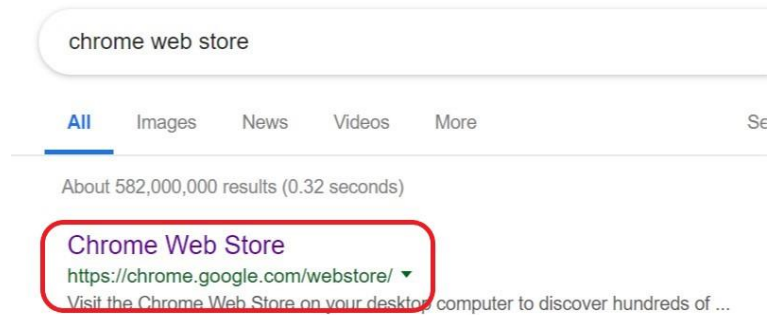 chrome web store
All Images News Videos More Se
About 582,000,000 results (0.32 seconds)
Chrome Web Store
https://chrome.google.com/webstore/
Visit the Chrome Web Store on your desktop computer to discover hundreds of ...